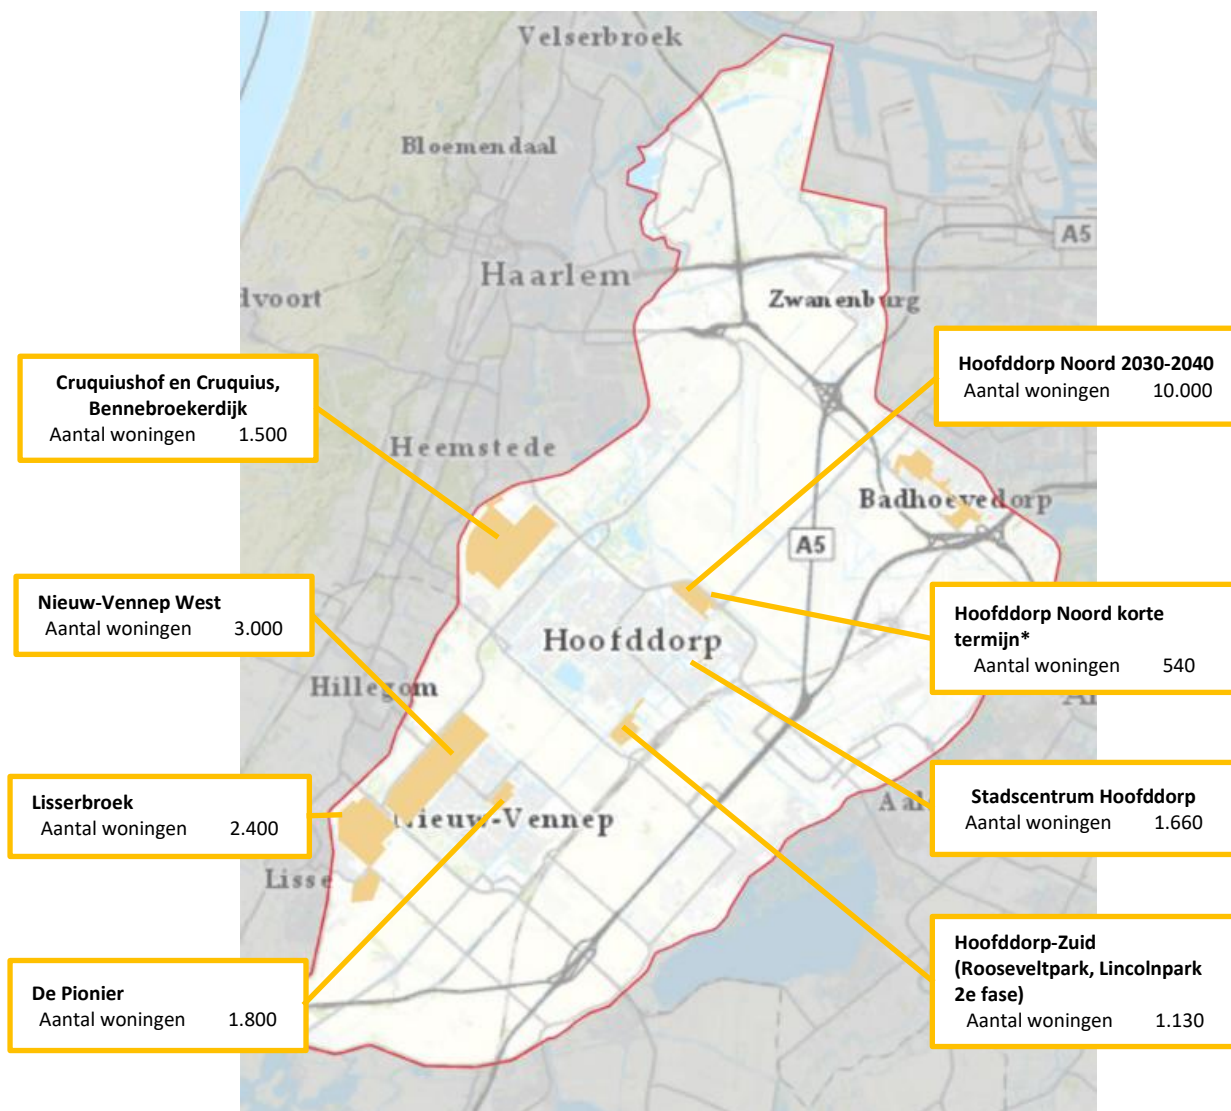 Velserbroek
Bloemendaal
A5
Haarlem
dvoort
Zwanenburg
Cruquiushof en Cruquius,
Bennebroekerdijk
Aantal woningen 1.500
Hoofddorp Noord 2030-2040
Aantal woningen 10.000
Heemstede
Badhoevedorp
A5
Nieuw-Vennep West
Aantal woningen 3.000
Hoofddorp Noord korte
termijn*
Aantal woningen 540
Hoofddorp
Hillegom
Lisserbroek
Aantal woningen 2.400
Stadscentrum Hoofddorp
Aantal woningen 1.660
Aal
Nieuw-Vennep
Lisse
Hoofddorp-Zuid
(Rooseveltpark, Lincolnpark
2e fase)
Aantal woningen 1.130
De Pionier
Aantal woningen 1.800